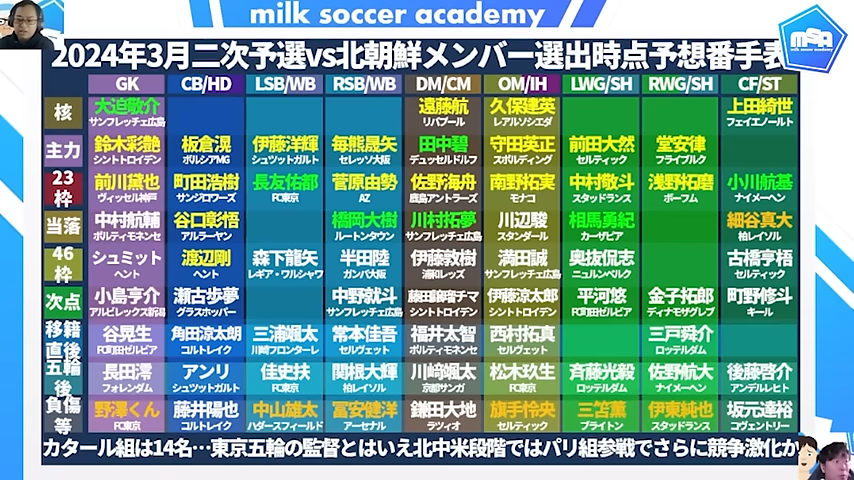 milk soccer academy
MSA
milk soccer academy
2024年3月二次予選vs北朝鮮メンバー選出時点予想番手表
GK CB/HD LSB/WB RSB/WB DM/CM OM/IH LWG/SH RWG/SH CF/ST
核 大迫敬介 遠藤航 久保建英 上田綺世
サンフレッチェ広島 リバプール レアルソシエダ フェイエノールト
主力 鈴木彩艶 板倉滉 伊藤洋輝 毎熊晟矢 田中碧 守田英正 前田大然 堂安律
シントトロイデン ボルシアMG シュツットガルト セレッソ大阪 デュッセルドルフ スポルディング セルティック フライブルク
23枠 前川黛也 町田浩樹 長友佑都 菅原由勢 佐野海舟 南野拓実 中村敬斗 浅野拓磨 小川航基
ヴィッセル神戸 サンジロワーズ FC東京 AZ 鹿島アントラーズ モナコ スタッドランス ボーフム ナイメーヘン
当落 中村航輔 谷口彰悟 橋岡大樹 川村拓夢 川辺駿 相馬勇紀 細谷真大
ポルティモネンセ アルラーヤン ルートンタウン サンフレッチェ広島 スタンダール カーザピア 柏レイソル
46枠 シュミット 渡辺剛 森下龍矢 半田陸 伊藤敦樹 満田誠 奥抜侃志 古橋亨梧
ヘント ヘント レギア・ワルシャワ ガンバ大阪 浦和レッズ サンフレッチェ広島 ニュルンベルク セルティック
次点 小島亨介 瀬古歩夢 中野就斗 藤田譲瑠チマ 伊藤涼太郎 平河悠 金子拓郎 町野修斗
アルビレックス新潟 グラスホッパー サンフレッチェ広島 シントトロイデン シントトロイデン FC町田ゼルビア ディナモザグレブ キール
移籍直後 谷晃生 角田涼太朗 三浦颯太 常本佳吾 福井太智 西村拓真 三戸舜介
FC町田ゼルビア コルトレイク 川崎フロンターレ セルヴェット ポルティモネンセ セルヴェット ロッテルダム
五輪後 長田澪 アンリ 佳史扶 関根大輝 川﨑颯太 松木玖生 斉藤光毅 佐野航大 後藤啓介
フォレンダム シュツットガルト FC東京 柏レイソル 京都サンガ FC東京 ロッテルダム ナイメーヘン アンデルレヒト
負傷等 野澤くん 藤井陽也 中山雄太 冨安健洋 鎌田大地 旗手怜央 三笘薫 伊東純也 坂元達裕
FC東京 コルトレイク ハダースフィールド アーセナル ラツィオ セルティック ブライトン スタッドランス コヴェントリー
カタール組は14名…東京五輪の監督とはいえ北中米段階ではパリ組参戦でさらに競争激化か